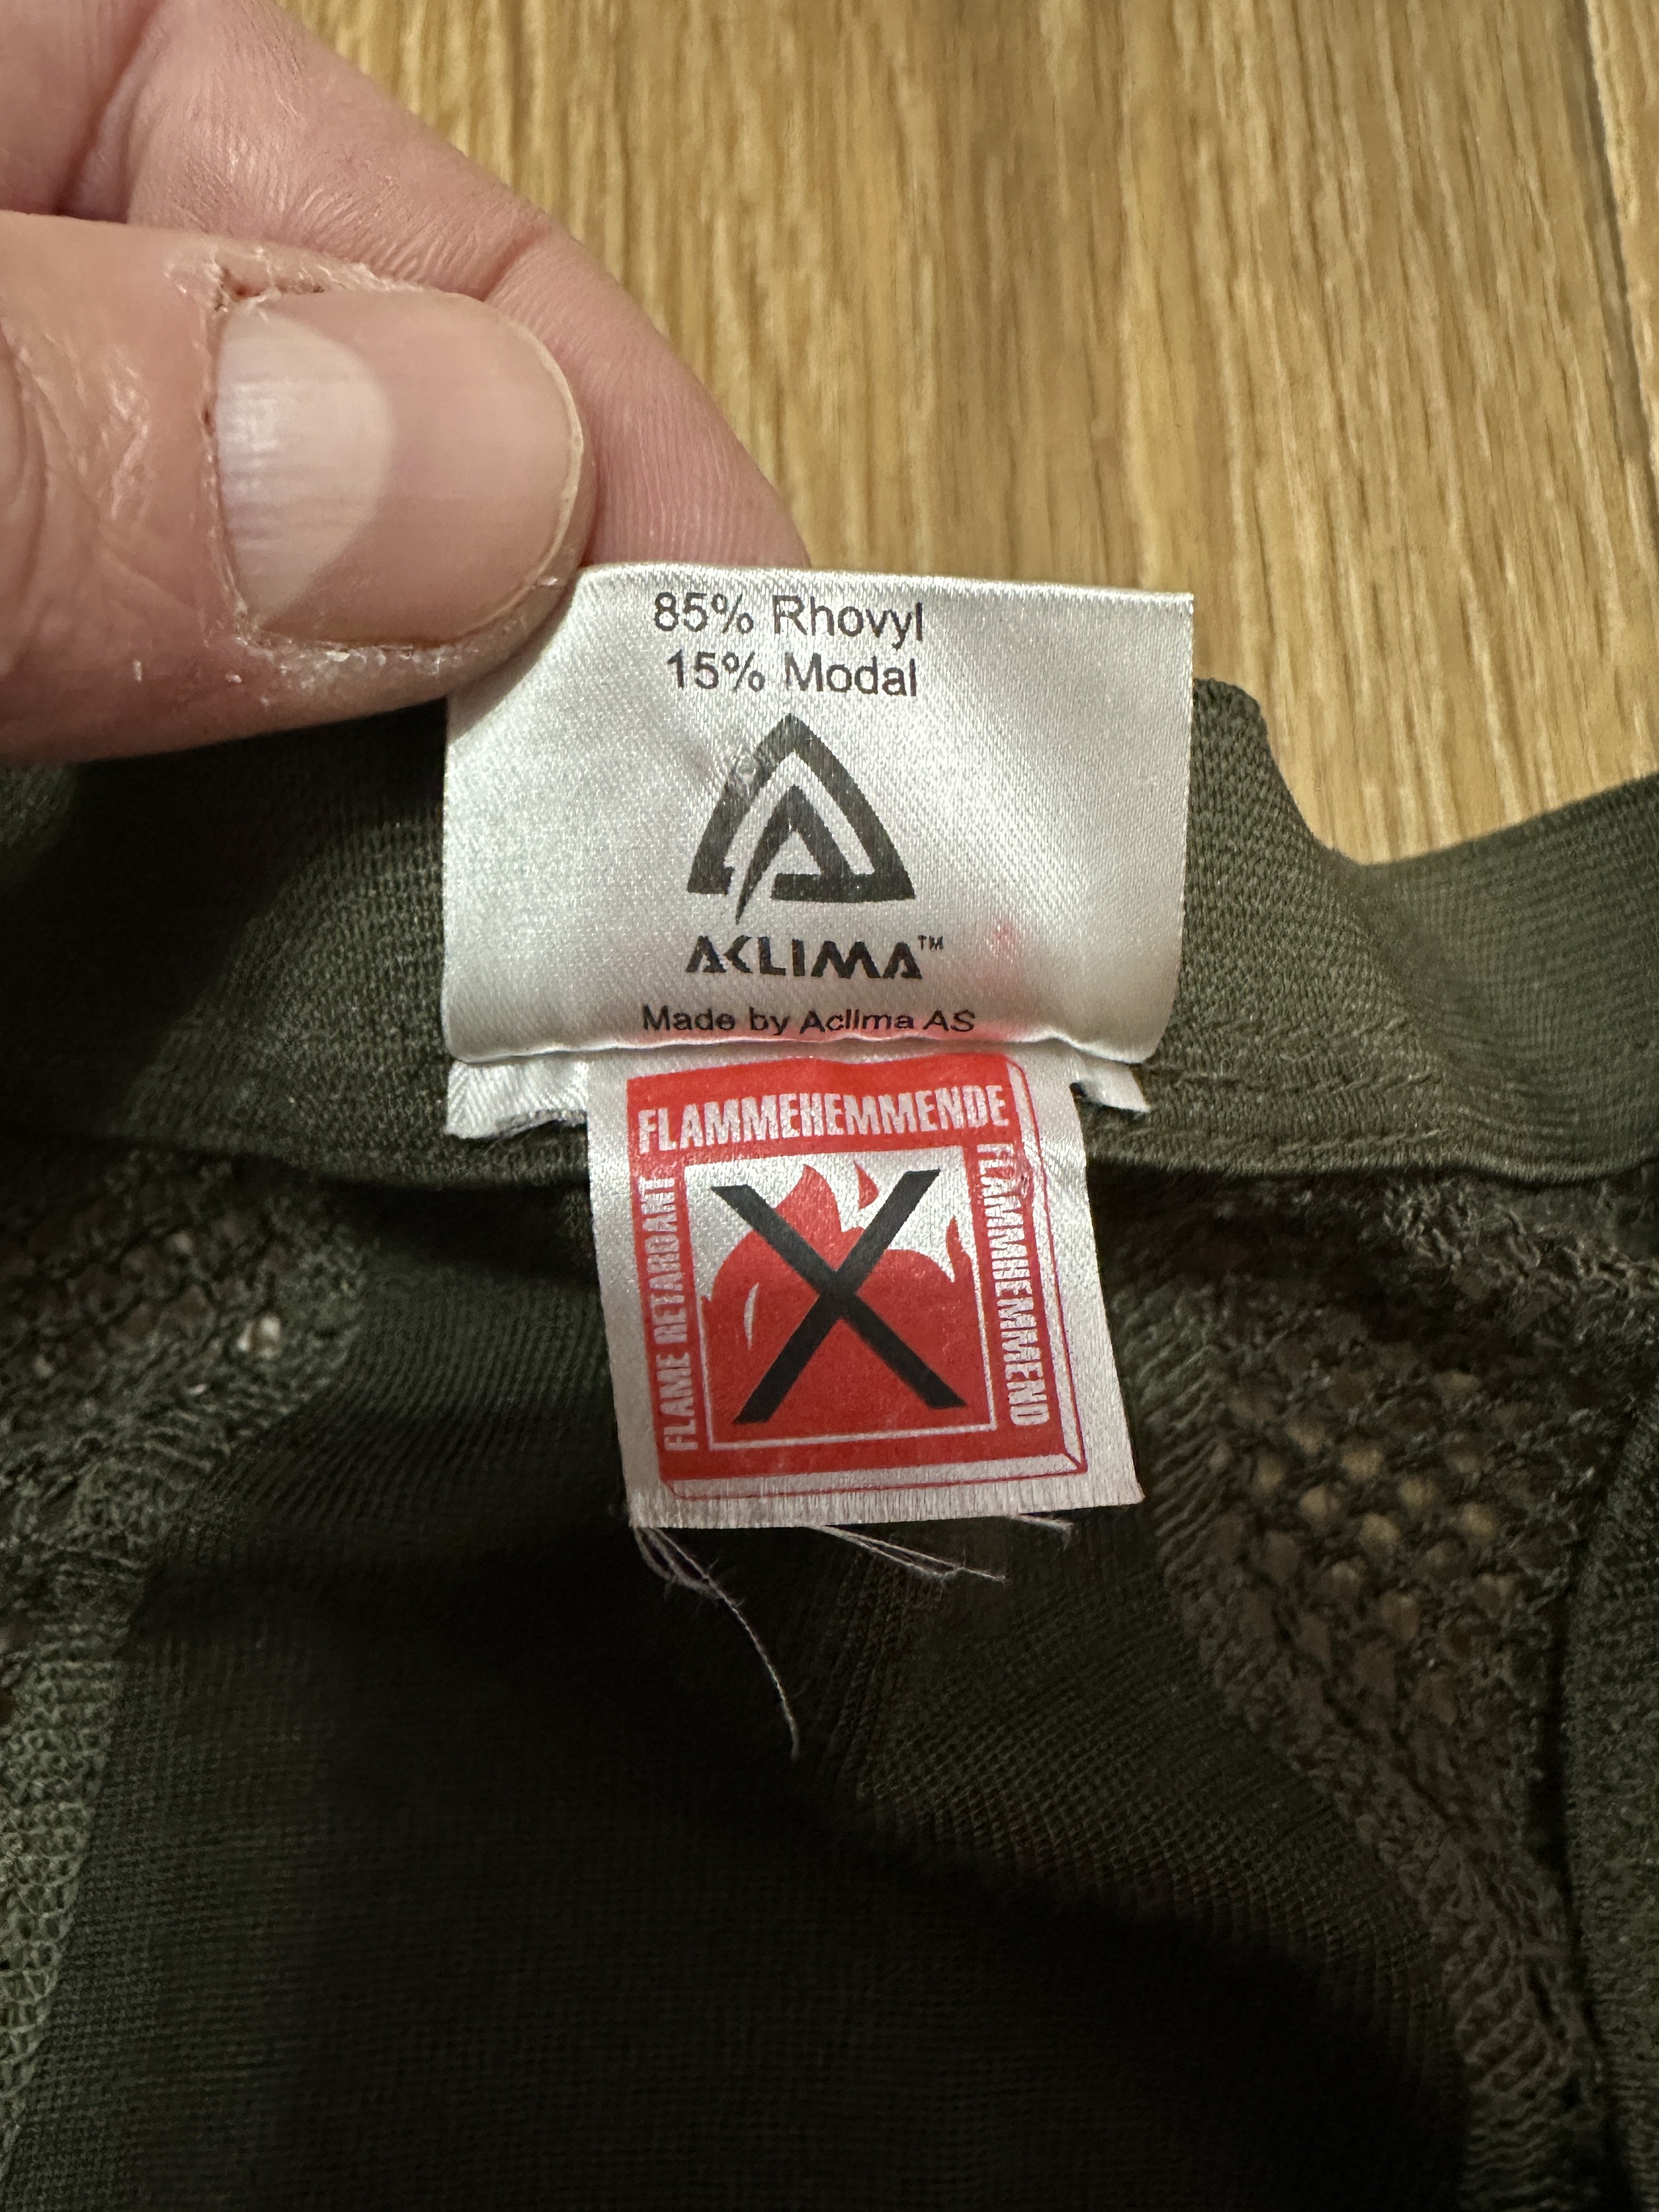 85% Rhovyl
15% Modal
ACLIMA™
Made by Aclima AS
FLAMMEHEMMENDE
FLAME RETARDANT
FLAMMHEMMEND